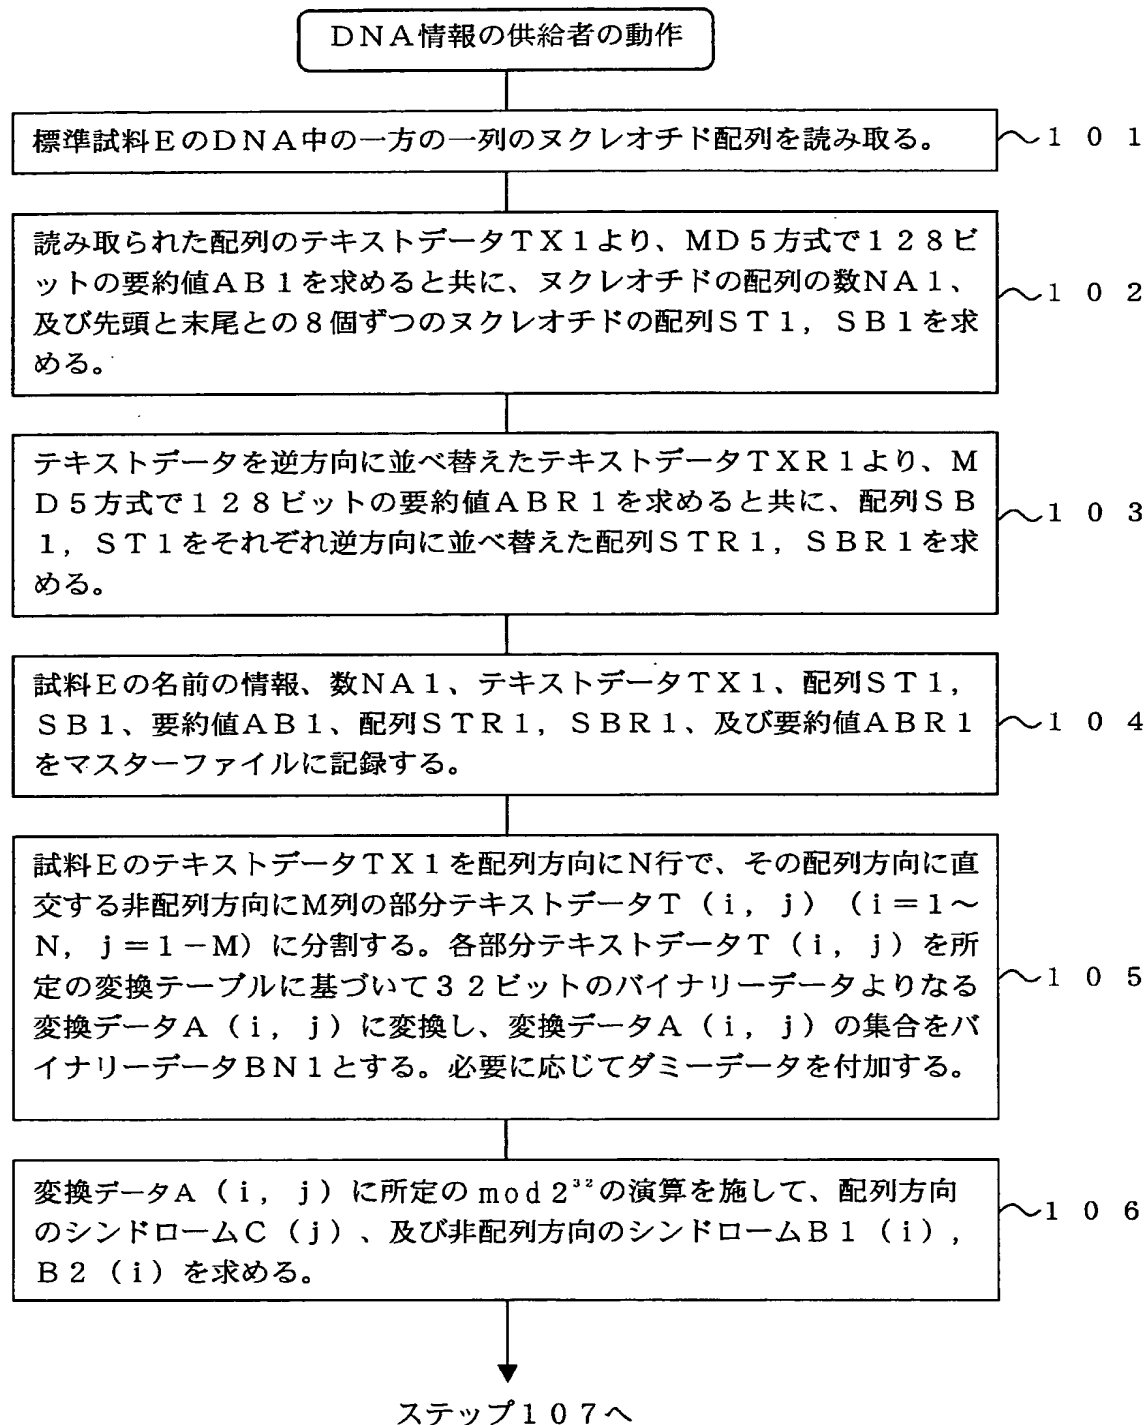 ＤＮＡ情報の供給者の動作
標準試料ＥのＤＮＡ中の一方の一列のヌクレオチド配列を読み取る。
１０１
読み取られた配列のテキストデータＴＸ１より、ＭＤ５方式で１２８ビ
ットの要約値ＡＢ１を求めると共に、ヌクレオチドの配列の数ＮＡ１、
及び先頭と末尾との８個ずつのヌクレオチドの配列ＳＴ１，ＳＢ１を求
める。
１０２
テキストデータを逆方向に並べ替えたテキストデータＴＸＲ１より、Ｍ
Ｄ５方式で１２８ビットの要約値ＡＢＲ１を求めると共に、配列ＳＢ
１，ＳＴ１をそれぞれ逆方向に並べ替えた配列ＳＴＲ１，ＳＢＲ１を求
める。
１０３
試料Ｅの名前の情報、数ＮＡ１、テキストデータＴＸ１、配列ＳＴ１，
ＳＢ１、要約値ＡＢ１、配列ＳＴＲ１，ＳＢＲ１、及び要約値ＡＢＲ１
をマスターファイルに記録する。
１０４
試料ＥのテキストデータＴＸ１を配列方向にＮ行で、その配列方向に直
交する非配列方向にＭ列の部分テキストデータＴ（ｉ，ｊ）（ｉ＝１～
Ｎ，ｊ＝１－Ｍ）に分割する。各部分テキストデータＴ（ｉ，ｊ）を所
定の変換テーブルに基づいて３２ビットのバイナリーデータよりなる
変換データＡ（ｉ，ｊ）に変換し、変換データＡ（ｉ，ｊ）の集合をバ
イナリーデータＢＮ１とする。必要に応じてダミーデータを付加する。
１０５
変換データＡ（ｉ，ｊ）に所定のmod２³²の演算を施して、配列方向
のシンドロームＣ（ｊ）、及び非配列方向のシンドロームＢ１（ｉ），
Ｂ２（ｉ）を求める。
１０６
ステップ１０７へ